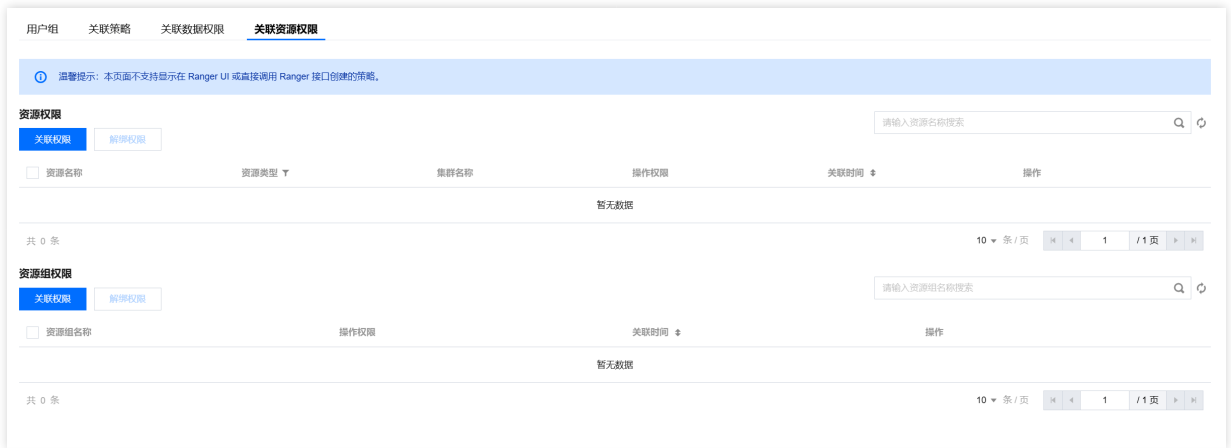 用户组 关联策略 关联数据权限 关联资源权限
温馨提示：本页面不支持显示在 Ranger UI 或直接调用 Ranger 接口创建的策略。
资源权限
请输入资源名称搜索
关联权限 解绑权限
资源名称 资源类型 集群名称 操作权限 关联时间 操作
暂无数据
共 0 条 10 条 / 页 1 / 1 页
资源组权限
请输入资源组名称搜索
关联权限 解绑权限
资源组名称 操作权限 关联时间 操作
暂无数据
共 0 条 10 条 / 页 1 / 1 页